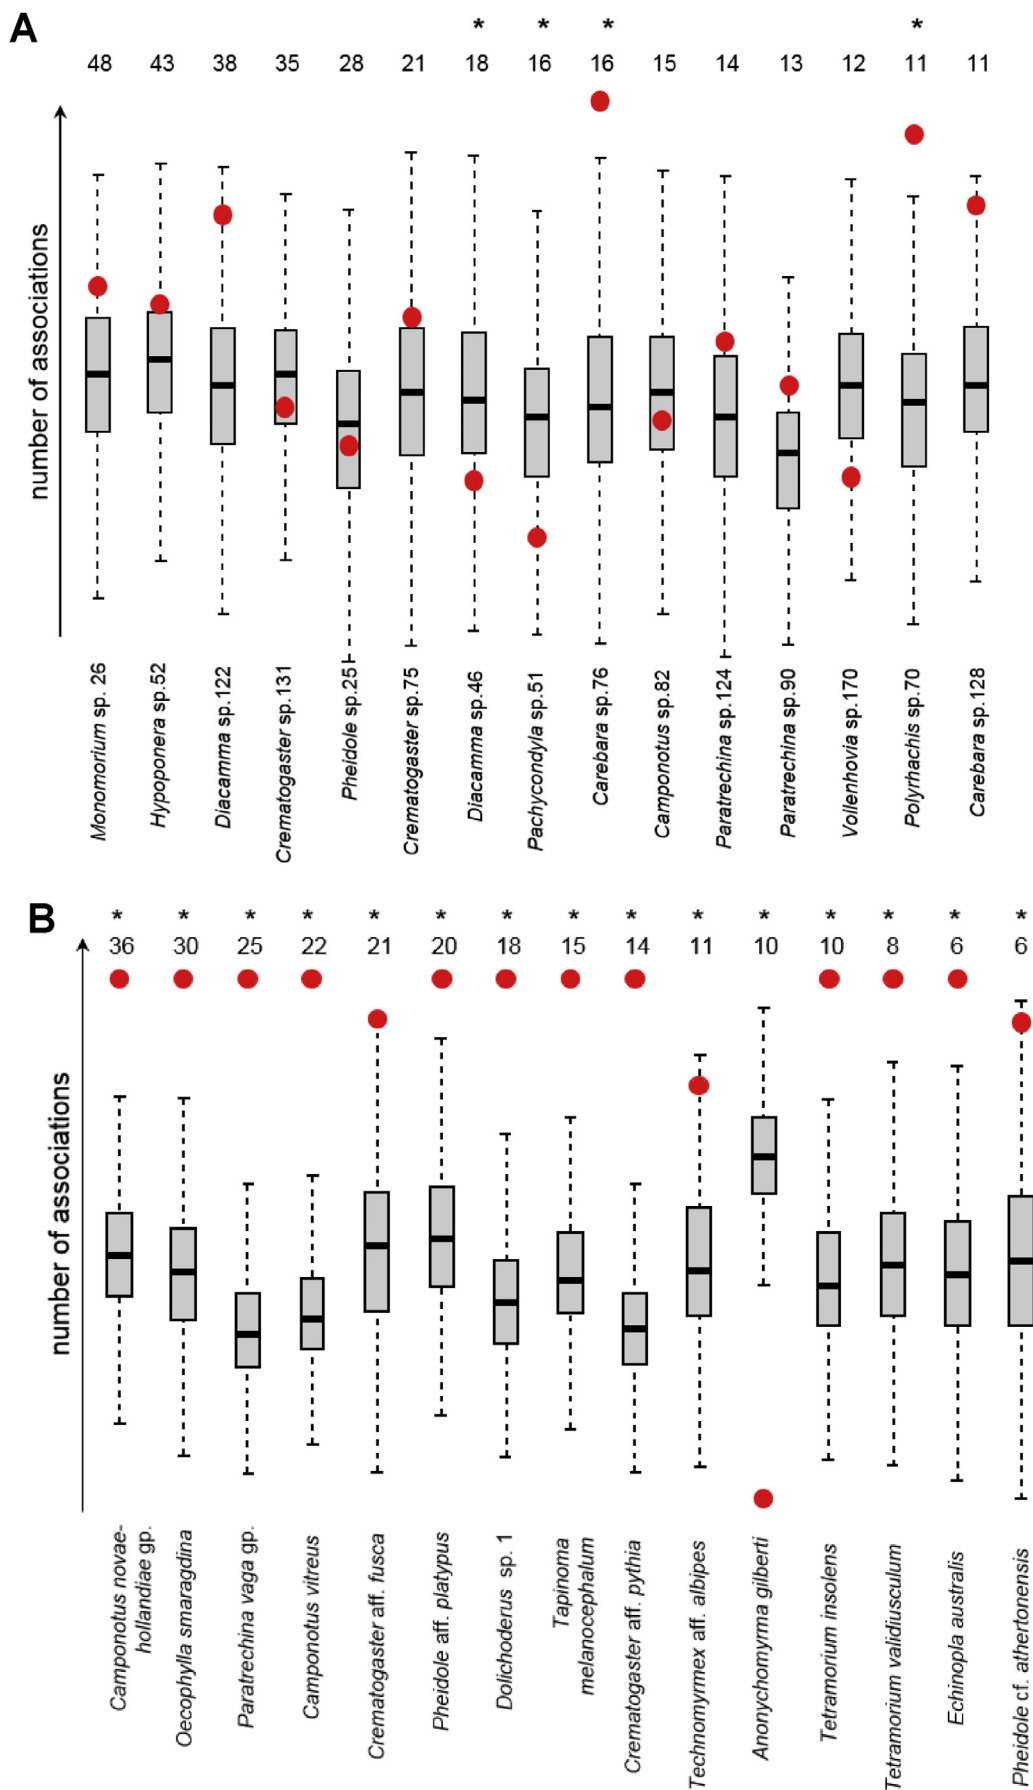 A
* * * *
48 43 38 35 28 21 18 16 16 15 14 13 12 11 11
number of associations
Monomorium sp. 26
Hypoponera sp.52
Diacamma sp.122
Crematogaster sp.131
Pheidole sp.25
Crematogaster sp.75
Diacamma sp.46
Pachycondyla sp.51
Carebara sp.76
Camponotus sp.82
Paratrechina sp.124
Paratrechina sp.90
Vollenhovia sp.170
Polyrhachis sp.70
Carebara sp.128
B
* * * * * * * * * * * * * * *
36 30 25 22 21 20 18 15 14 11 10 10 8 6 6
number of associations
Camponotus novae-
hollandiae gp.
Oecophylla smaragdina
Paratrechina vaga gp.
Camponotus vitreus
Crematogaster aff. fusca
Pheidole aff. platypus
Dolichoderus sp. 1
Tapinoma
melanocephalum
Crematogaster aff. pythia
Technomyrmex aff. albipes
Anonychomyrma gilberti
Tetramorium insolens
Tetramorium validiusculum
Echinopla australis
Pheidole cf. athertonensis